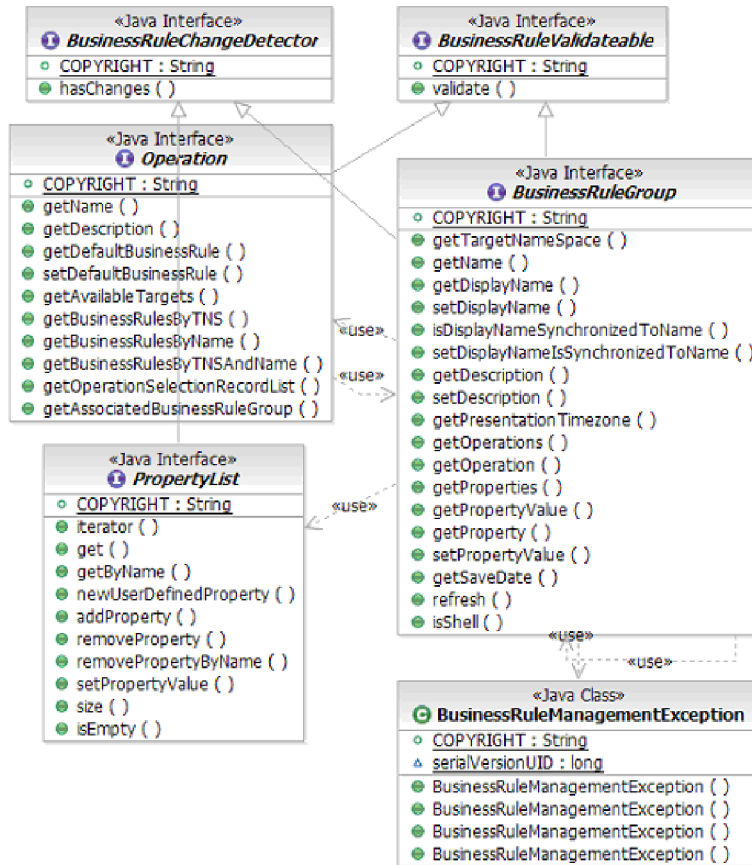 «Java Interface»
BusinessRuleChangeDetector
COPYRIGHT : String
hasChanges ( )
«Java Interface»
BusinessRuleValidateable
COPYRIGHT : String
validate ( )
«Java Interface»
Operation
COPYRIGHT : String
getName ( )
getDescription ( )
getDefaultBusinessRule ( )
setDefaultBusinessRule ( )
getAvailableTargets ( )
getBusinessRulesByTNS ( )
getBusinessRulesByName ( )
getBusinessRulesByTNSAndName ( )
getOperationSelectionRecordList ( )
getAssociatedBusinessRuleGroup ( )
«use»
«use»
«Java Interface»
BusinessRuleGroup
COPYRIGHT : String
getTargetNameSpace ( )
getName ( )
getDisplayName ( )
setDisplayName ( )
isDisplayNameSynchronizedToName ( )
setDisplayNameIsSynchronizedToName ( )
getDescription ( )
setDescription ( )
getPresentationTimezone ( )
getOperations ( )
getOperation ( )
getProperties ( )
getPropertyValue ( )
getProperty ( )
setPropertyValue ( )
getSaveDate ( )
refresh ( )
isShell ( )
«Java Interface»
PropertyList
COPYRIGHT : String
iterator ( )
get ( )
getByName ( )
newUserDefinedProperty ( )
addProperty ( )
removeProperty ( )
removePropertyByName ( )
setPropertyValue ( )
size ( )
isEmpty ( )
«use»
«use»
«use»
«Java Class»
BusinessRuleManagementException
COPYRIGHT : String
serialVersionUID : long
BusinessRuleManagementException ( )
BusinessRuleManagementException ( )
BusinessRuleManagementException ( )
BusinessRuleManagementException ( )